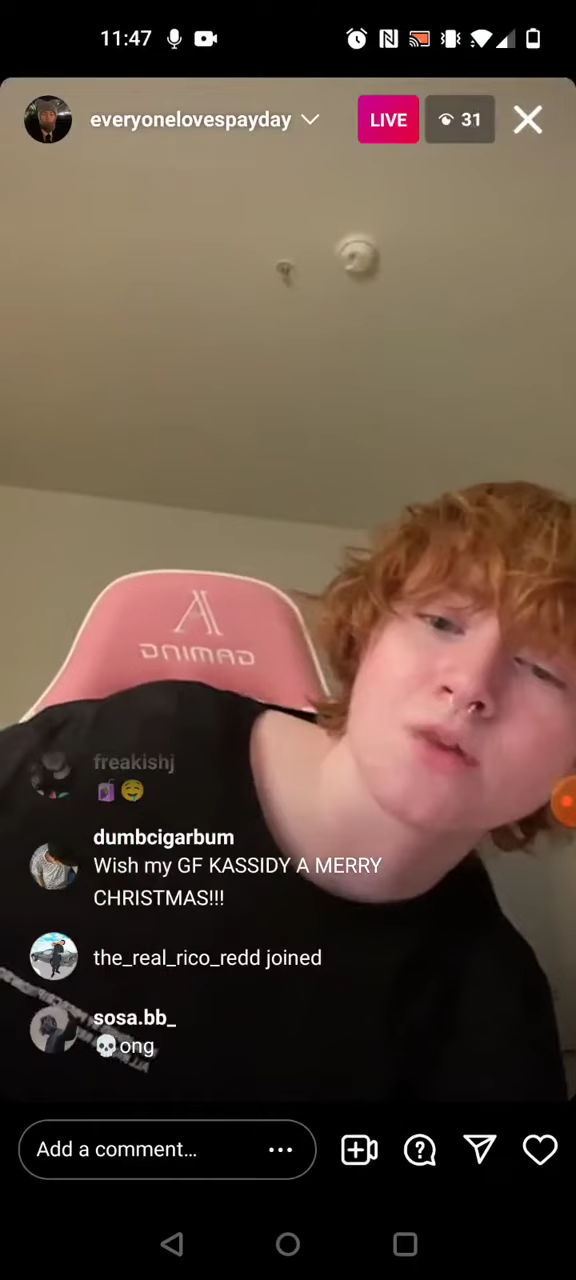 11:47
everyonelovespayday
LIVE
31
GAMING
freakishj
dumbcigarbum
Wish my GF KASSIDY A MERRY
CHRISTMAS!!!
the_real_rico_redd joined
sosa.bb_
💀ong
Add a comment...